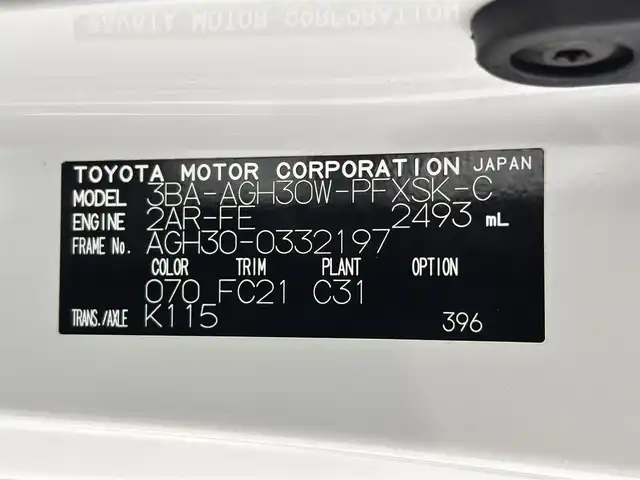 TOYOTA MOTOR CORPORATION JAPAN
MODEL 3BA-AGH30W-PFXSK-C
ENGINE 2AR-FE 2493 mL
FRAME No. AGH30-0332197
COLOR TRIM PLANT OPTION
070 FC21 C31
TRANS./AXLE K115
396